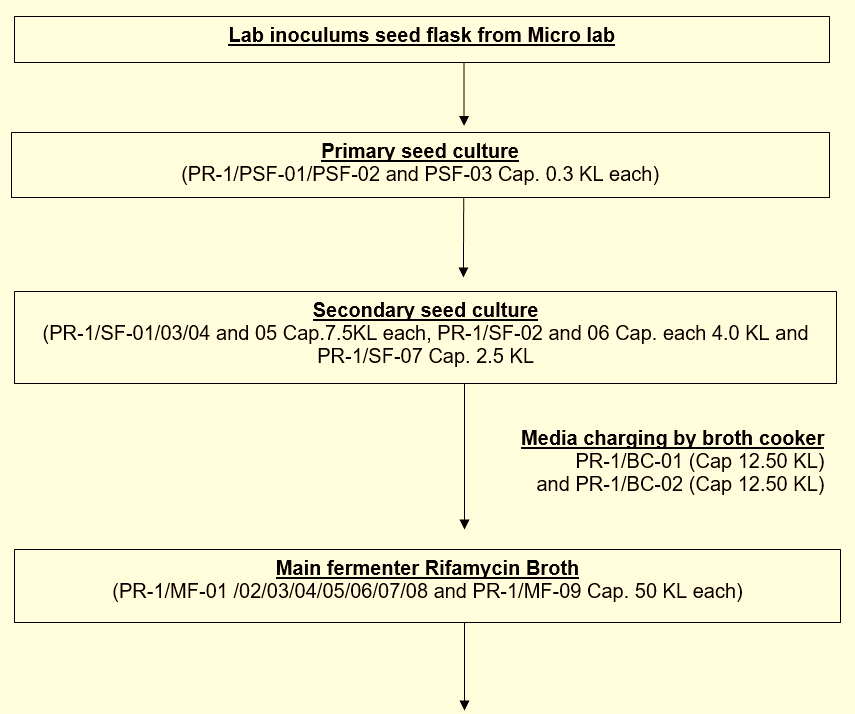 Lab inoculums seed flask from Micro lab
Primary seed culture
(PR-1/PSF-01/PSF-02 and PSF-03 Cap. 0.3 KL each)
Secondary seed culture
(PR-1/SF-01/03/04 and 05 Cap.7.5KL each, PR-1/SF-02 and 06 Cap. each 4.0 KL and
PR-1/SF-07 Cap. 2.5 KL
Media charging by broth cooker
PR-1/BC-01 (Cap 12.50 KL)
and PR-1/BC-02 (Cap 12.50 KL)
Main fermenter Rifamycin Broth
(PR-1/MF-01 /02/03/04/05/06/07/08 and PR-1/MF-09 Cap. 50 KL each)